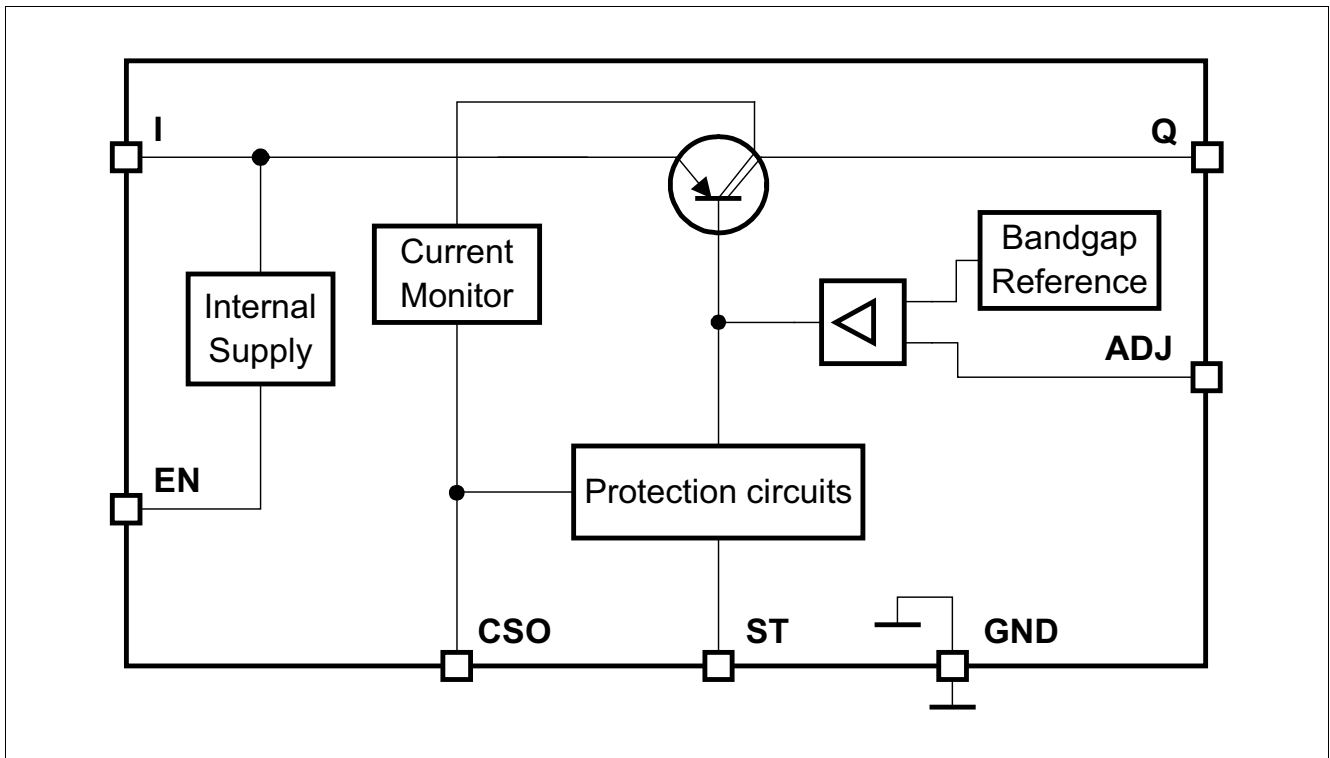 I
Q
Current
Monitor
Bandgap
Reference
Internal
Supply
ADJ
EN
Protection circuits
CSO
ST
GND